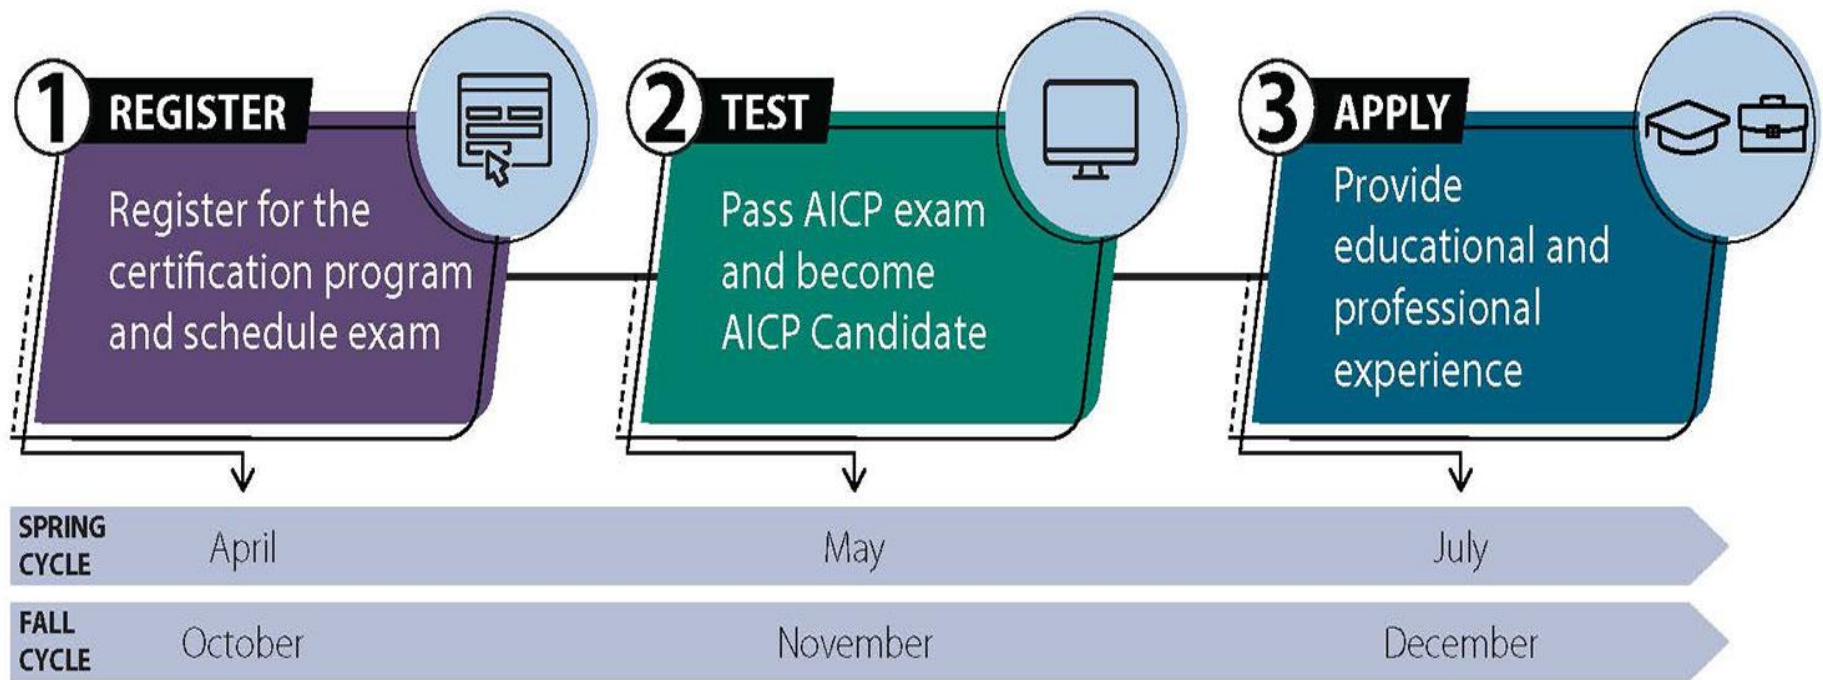 1 REGISTER
Register for the
certification program
and schedule exam
2 TEST
Pass AICP exam
and become
AICP Candidate
3 APPLY
Provide
educational and
professional
experience
SPRING
CYCLE
April
May
July
FALL
CYCLE
October
November
December